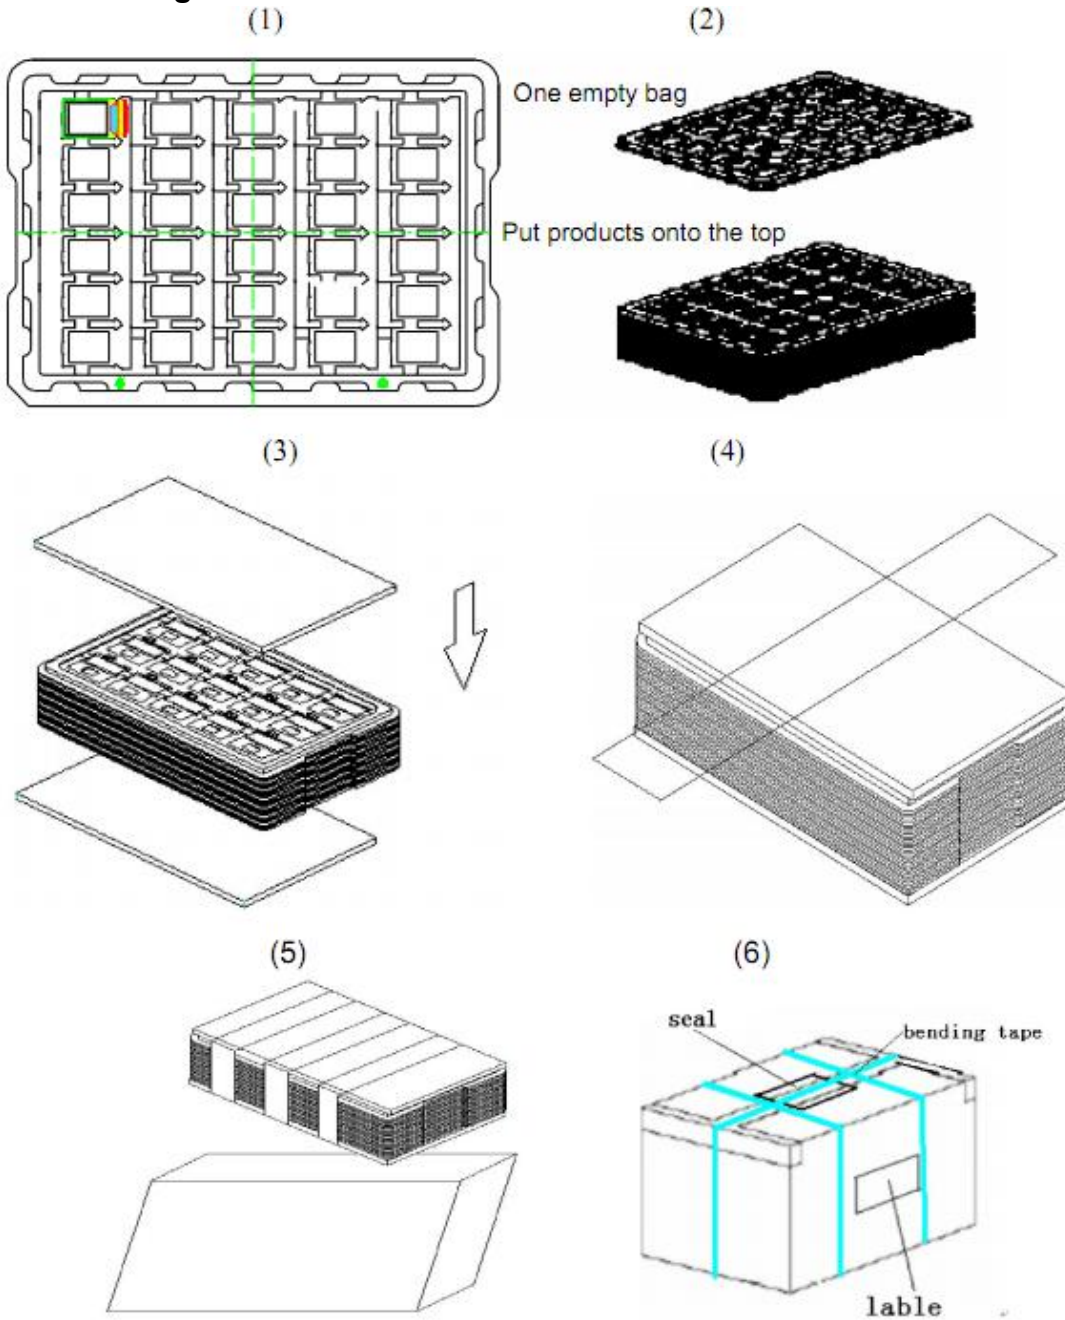 (1)
(2)
One empty bag
Put products onto the top
(3)
(4)
(5)
(6)
seal
bending tape
lable